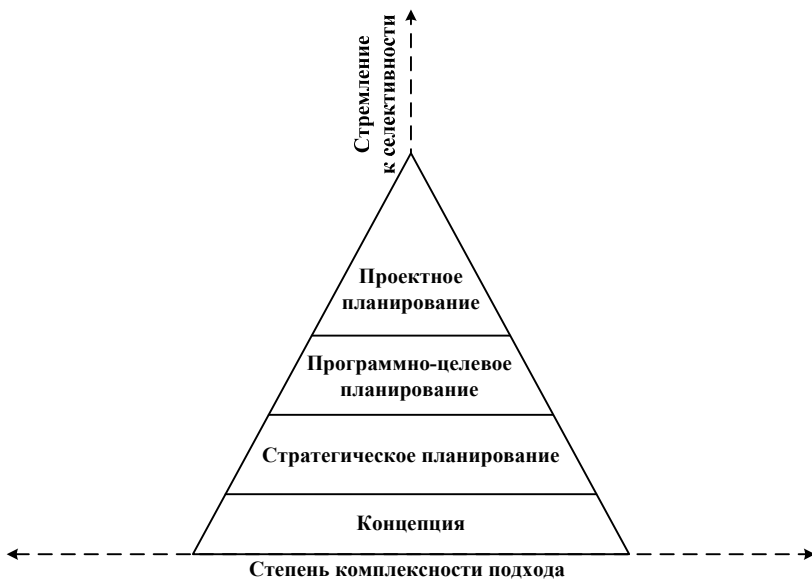 Стремление
к селективности
Проектное
планирование
Программно-целевое
планирование
Стратегическое планирование
Концепция
Степень комплексности подхода